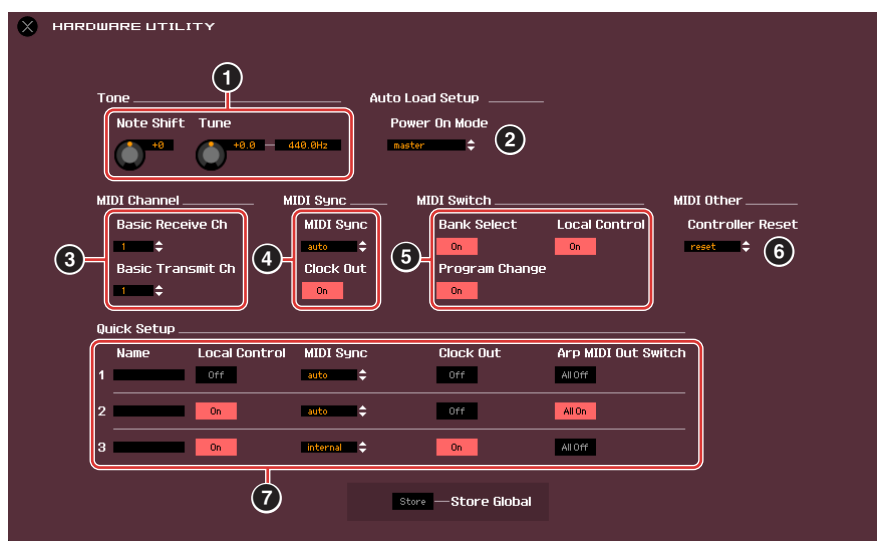 HARDWARE UTILITY
1
Tone
Auto Load Setup
Note Shift Tune
Power On Mode
+0 +0.0 440.0Hz
master
2
MIDI Channel
MIDI Sync
MIDI Switch
MIDI Other
Basic Receive Ch
MIDI Sync
Bank Select
Local Control
Controller Reset
1
auto
On
On
reset
3
4
5
6
Basic Transmit Ch
Clock Out
Program Change
1
On
On
Quick Setup
Name Local Control MIDI Sync Clock Out Arp MIDI Out Switch
1 Off auto Off All Off
2 On auto Off All On
3 On internal On All Off
7
Store Store Global